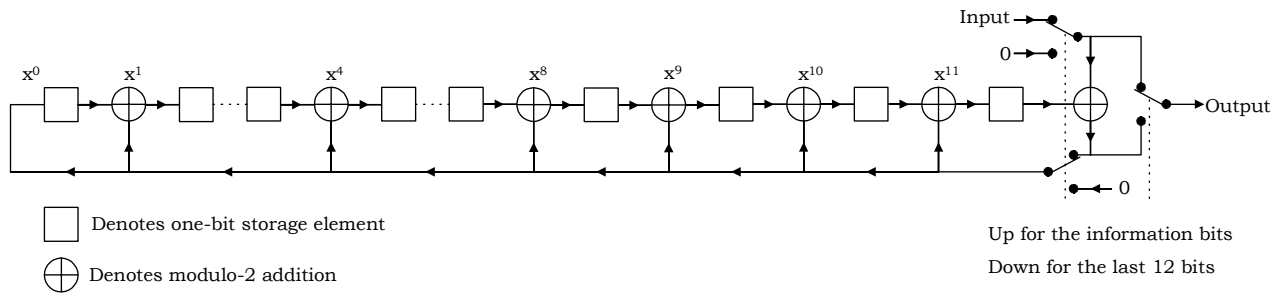 Input
0
x⁰ x¹ x⁴ x⁸ x⁹ x¹⁰ x¹¹
Output
0
Denotes one-bit storage element
Denotes modulo-2 addition
Up for the information bits
Down for the last 12 bits